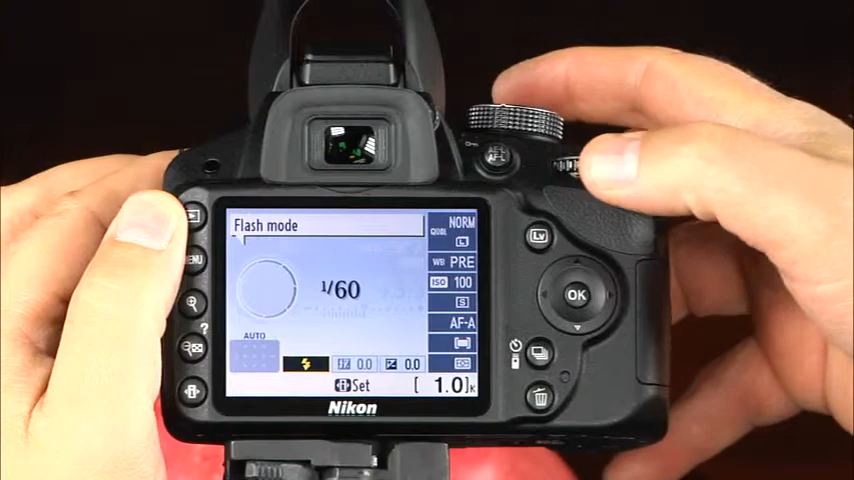 AE-L
AF-L
Lv
MENU
OK
?
Flash mode
1/60
AUTO
0.0
0.0
Set
[ 1.0]K
QUAL NORM
L
WB PRE
ISO 100
S
AF-A
Nikon